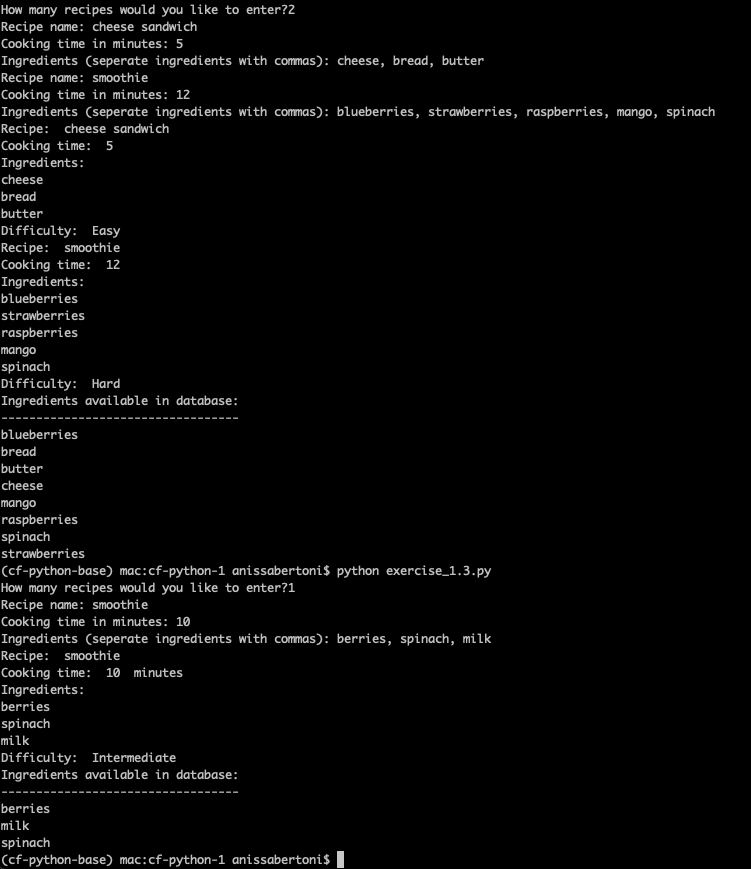 How many recipes would you like to enter?2
Recipe name: cheese sandwich
Cooking time in minutes: 5
Ingredients (seperate ingredients with commas): cheese, bread, butter
Recipe name: smoothie
Cooking time in minutes: 12
Ingredients (seperate ingredients with commas): blueberries, strawberries, raspberries, mango, spinach
Recipe:  cheese sandwich
Cooking time:  5
Ingredients:
cheese
bread
butter
Difficulty:  Easy
Recipe:  smoothie
Cooking time:  12
Ingredients:
blueberries
strawberries
raspberries
mango
spinach
Difficulty:  Hard
Ingredients available in database:
----------------------------------
blueberries
bread
butter
cheese
mango
raspberries
spinach
strawberries
(cf-python-base) mac:cf-python-1 anissabertoni$ python exercise_1.3.py
How many recipes would you like to enter?1
Recipe name: smoothie
Cooking time in minutes: 10
Ingredients (seperate ingredients with commas): berries, spinach, milk
Recipe:  smoothie
Cooking time:  10  minutes
Ingredients:
berries
spinach
milk
Difficulty:  Intermediate
Ingredients available in database:
----------------------------------
berries
milk
spinach
(cf-python-base) mac:cf-python-1 anissabertoni$